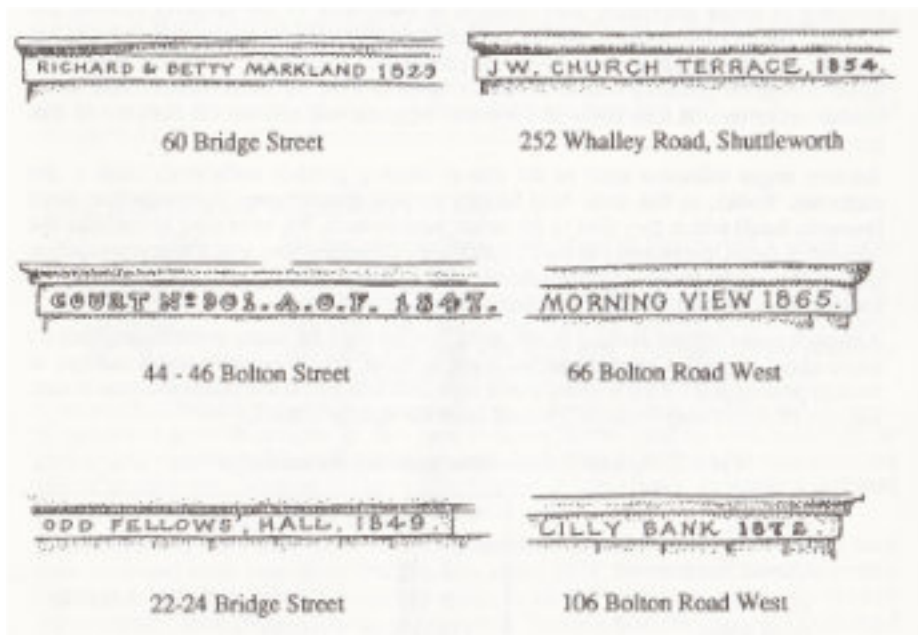 RICHARD & BETTY MARKLAND 1829
60 Bridge Street
J W. CHURCH TERRACE, 1854.
252 Whalley Road, Shuttleworth
COURT Nº 901. A.O.F. 1847.
44 - 46 Bolton Street
MORNING VIEW 1865.
66 Bolton Road West
ODD FELLOWS', HALL, 1849.
22-24 Bridge Street
LILLY BANK 1872.
106 Bolton Road West